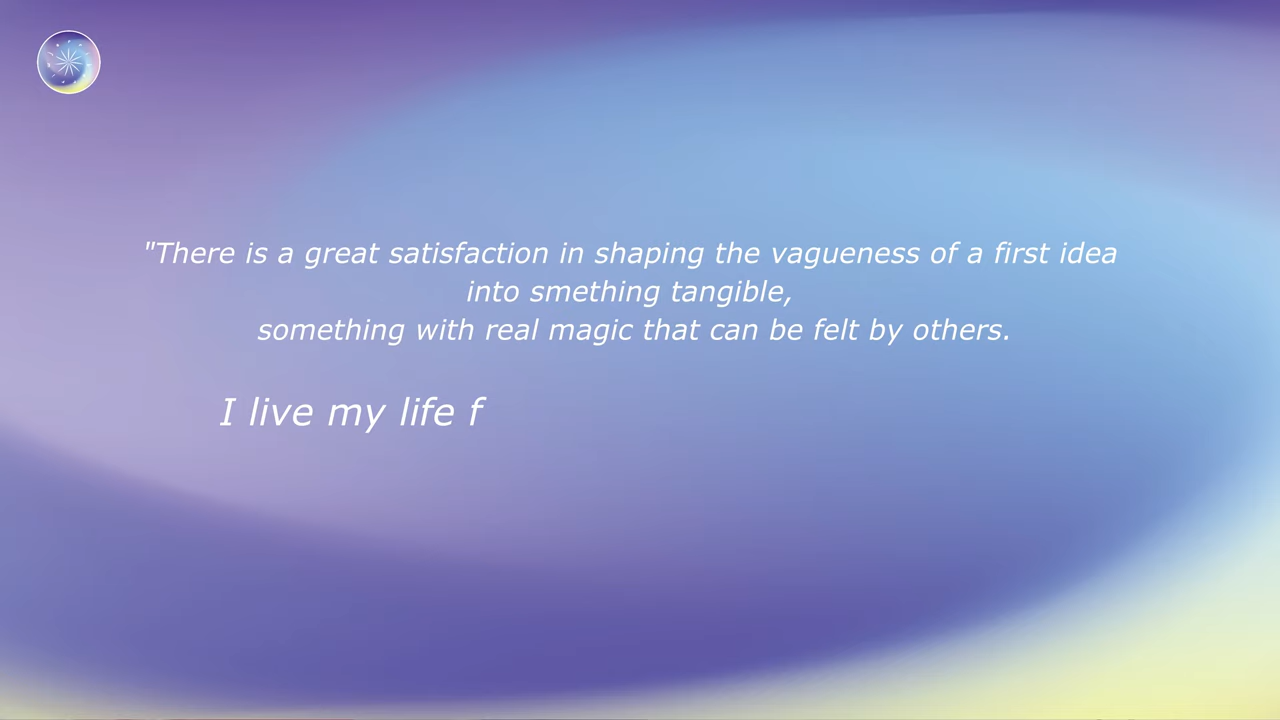 "There is a great satisfaction in shaping the vagueness of a first idea
into smething tangible,
something with real magic that can be felt by others.
I live my life f